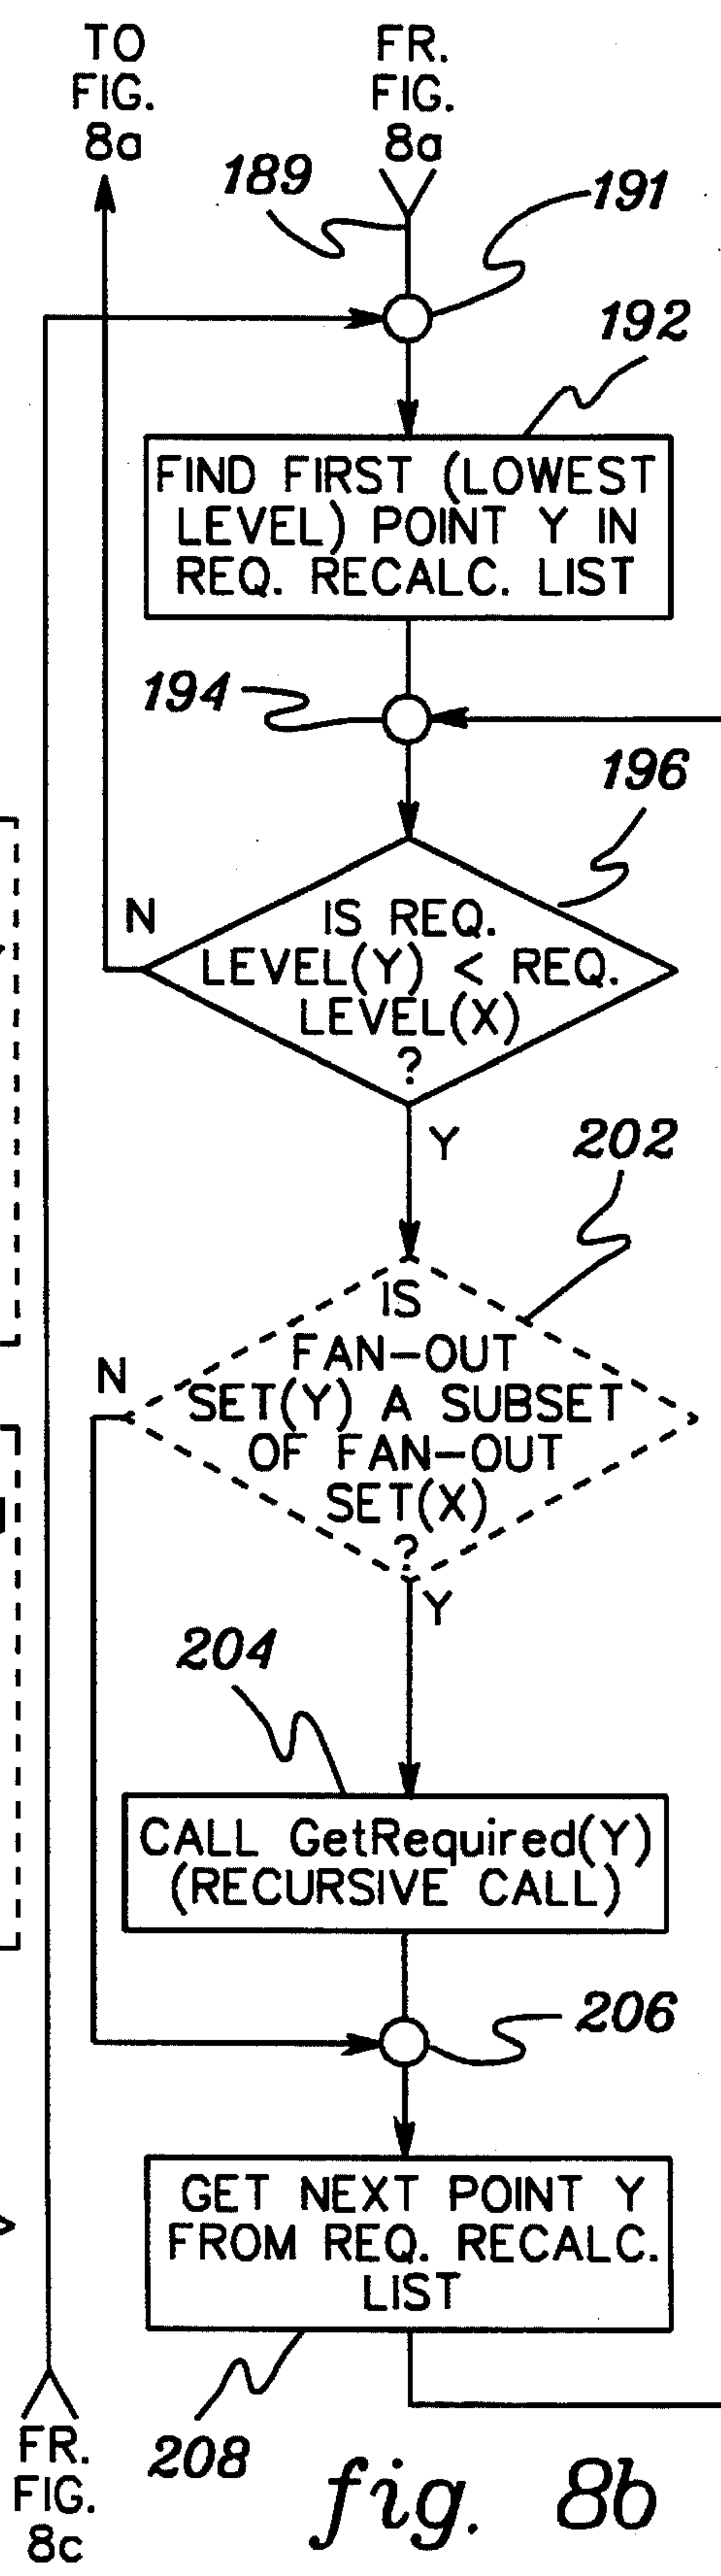 TO
FIG.
8a
FR.
FIG.
8a
189
191
192
FIND FIRST (LOWEST
LEVEL) POINT Y IN
REQ. RECALC. LIST
194
196
N
IS REQ.
LEVEL(Y) < REQ.
LEVEL(X)
?
Y
202
N
IS
FAN-OUT
SET(Y) A SUBSET
OF FAN-OUT
SET(X)
?
Y
204
CALL GetRequired(Y)
(RECURSIVE CALL)
206
GET NEXT POINT Y
FROM REQ. RECALC.
LIST
208
FR.
FIG.
8c
fig. 8b